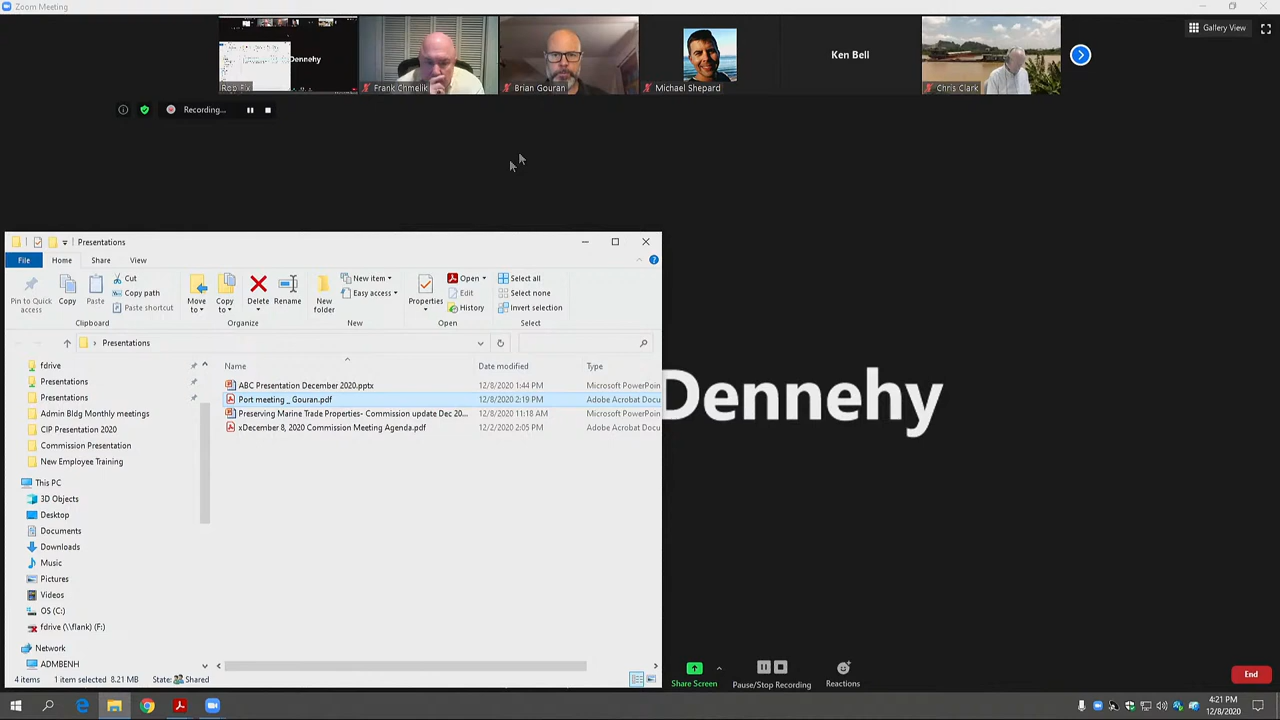 Zoom Meeting
Dennehy
Rob Fix
Frank Chmelik
Brian Gouran
Michael Shepard
Ken Bell
Chris Clark
Gallery View
Recording...
Presentations
File
Home
Share
View
Pin to Quick access
Copy
Paste
Cut
Copy path
Paste shortcut
Clipboard
Move to
Copy to
Delete
Rename
Organize
New folder
New item
Easy access
New
Properties
Open
Edit
History
Open
Select all
Select none
Invert selection
Select
Presentations
Name
Date modified
Type
ABC Presentation December 2020.pptx 12/8/2020 1:44 PM Microsoft PowerPoin
Port meeting _ Gouran.pdf 12/8/2020 2:19 PM Adobe Acrobat Docu
Preserving Marine Trade Properties- Commission update Dec 20... 12/8/2020 11:18 AM Microsoft PowerPoin
xDecember 8, 2020 Commission Meeting Agenda.pdf 12/2/2020 2:05 PM Adobe Acrobat Docu
fdrive
Presentations
Presentations
Admin Bldg Monthly meetings
CIP Presentation 2020
Commission Presentation
New Employee Training
This PC
3D Objects
Desktop
Documents
Downloads
Music
Pictures
Videos
OS (C:)
fdrive (\\flank) (F:)
Network
ADMBENH
4 items 1 item selected 8.21 MB State: Shared
Dennehy
Share Screen
Pause/Stop Recording
Reactions
End
4:21 PM
12/8/2020